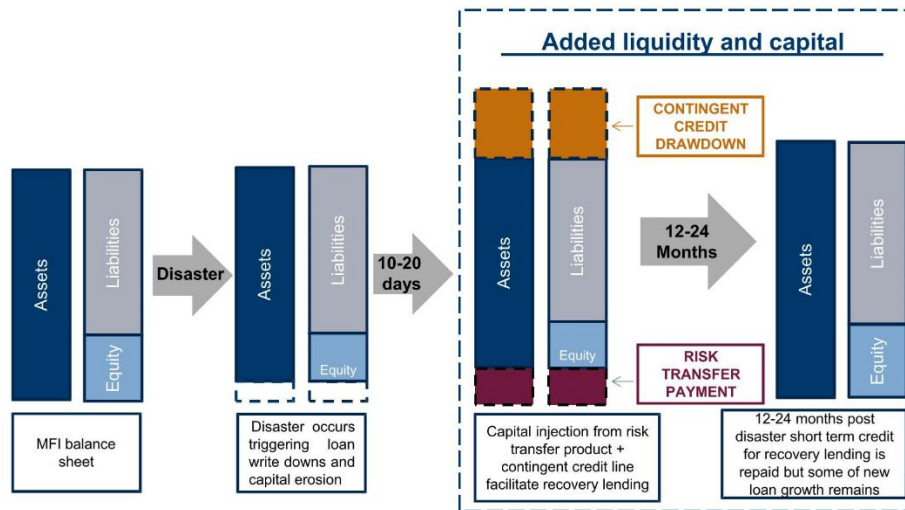 Added liquidity and capital
CONTINGENT
CREDIT
DRAWDOWN
Assets
Liabilities
Equity
Disaster
Assets
Liabilities
Equity
10-20
days
Assets
Liabilities
Equity
12-24
Months
Assets
Liabilities
Equity
RISK
TRANSFER
PAYMENT
MFI balance
sheet
Disaster occurs
triggering loan
write downs and
capital erosion
Capital injection from risk
transfer product +
contingent credit line
facilitate recovery lending
12-24 months post
disaster short term credit
for recovery lending is
repaid but some of new
loan growth remains